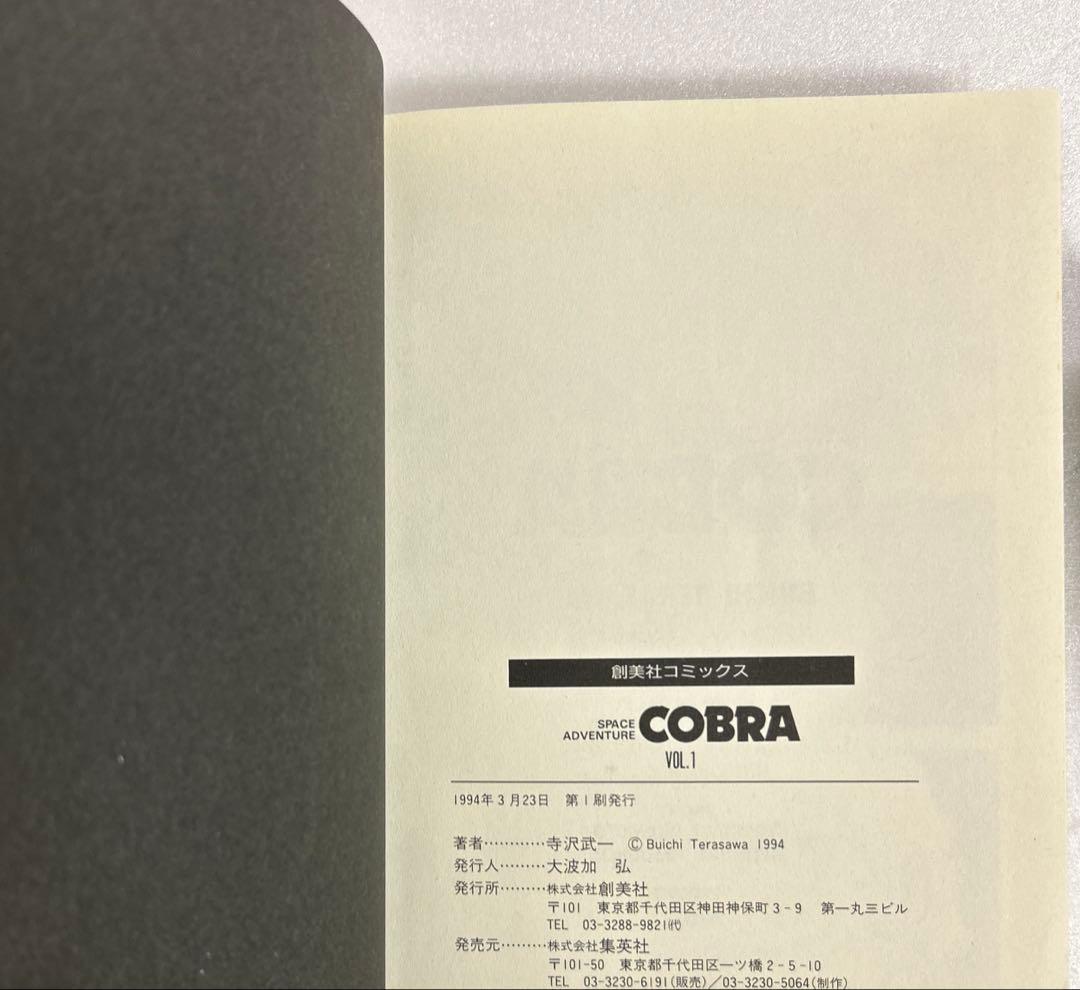 創美社コミックス
SPACE ADVENTURE COBRA
VOL.1
1994年3月23日 第1刷発行
著者…………寺沢武一 © Buichi Terasawa 1994
発行人………大波加 弘
発行所………株式会社創美社
〒101 東京都千代田区神田神保町3-9 第一丸三ビル
TEL 03-3288-9821㈹
発売元………株式会社集英社
〒101-50 東京都千代田区一ツ橋2-5-10
TEL 03-3230-6191(販売)／03-3230-5064(制作)